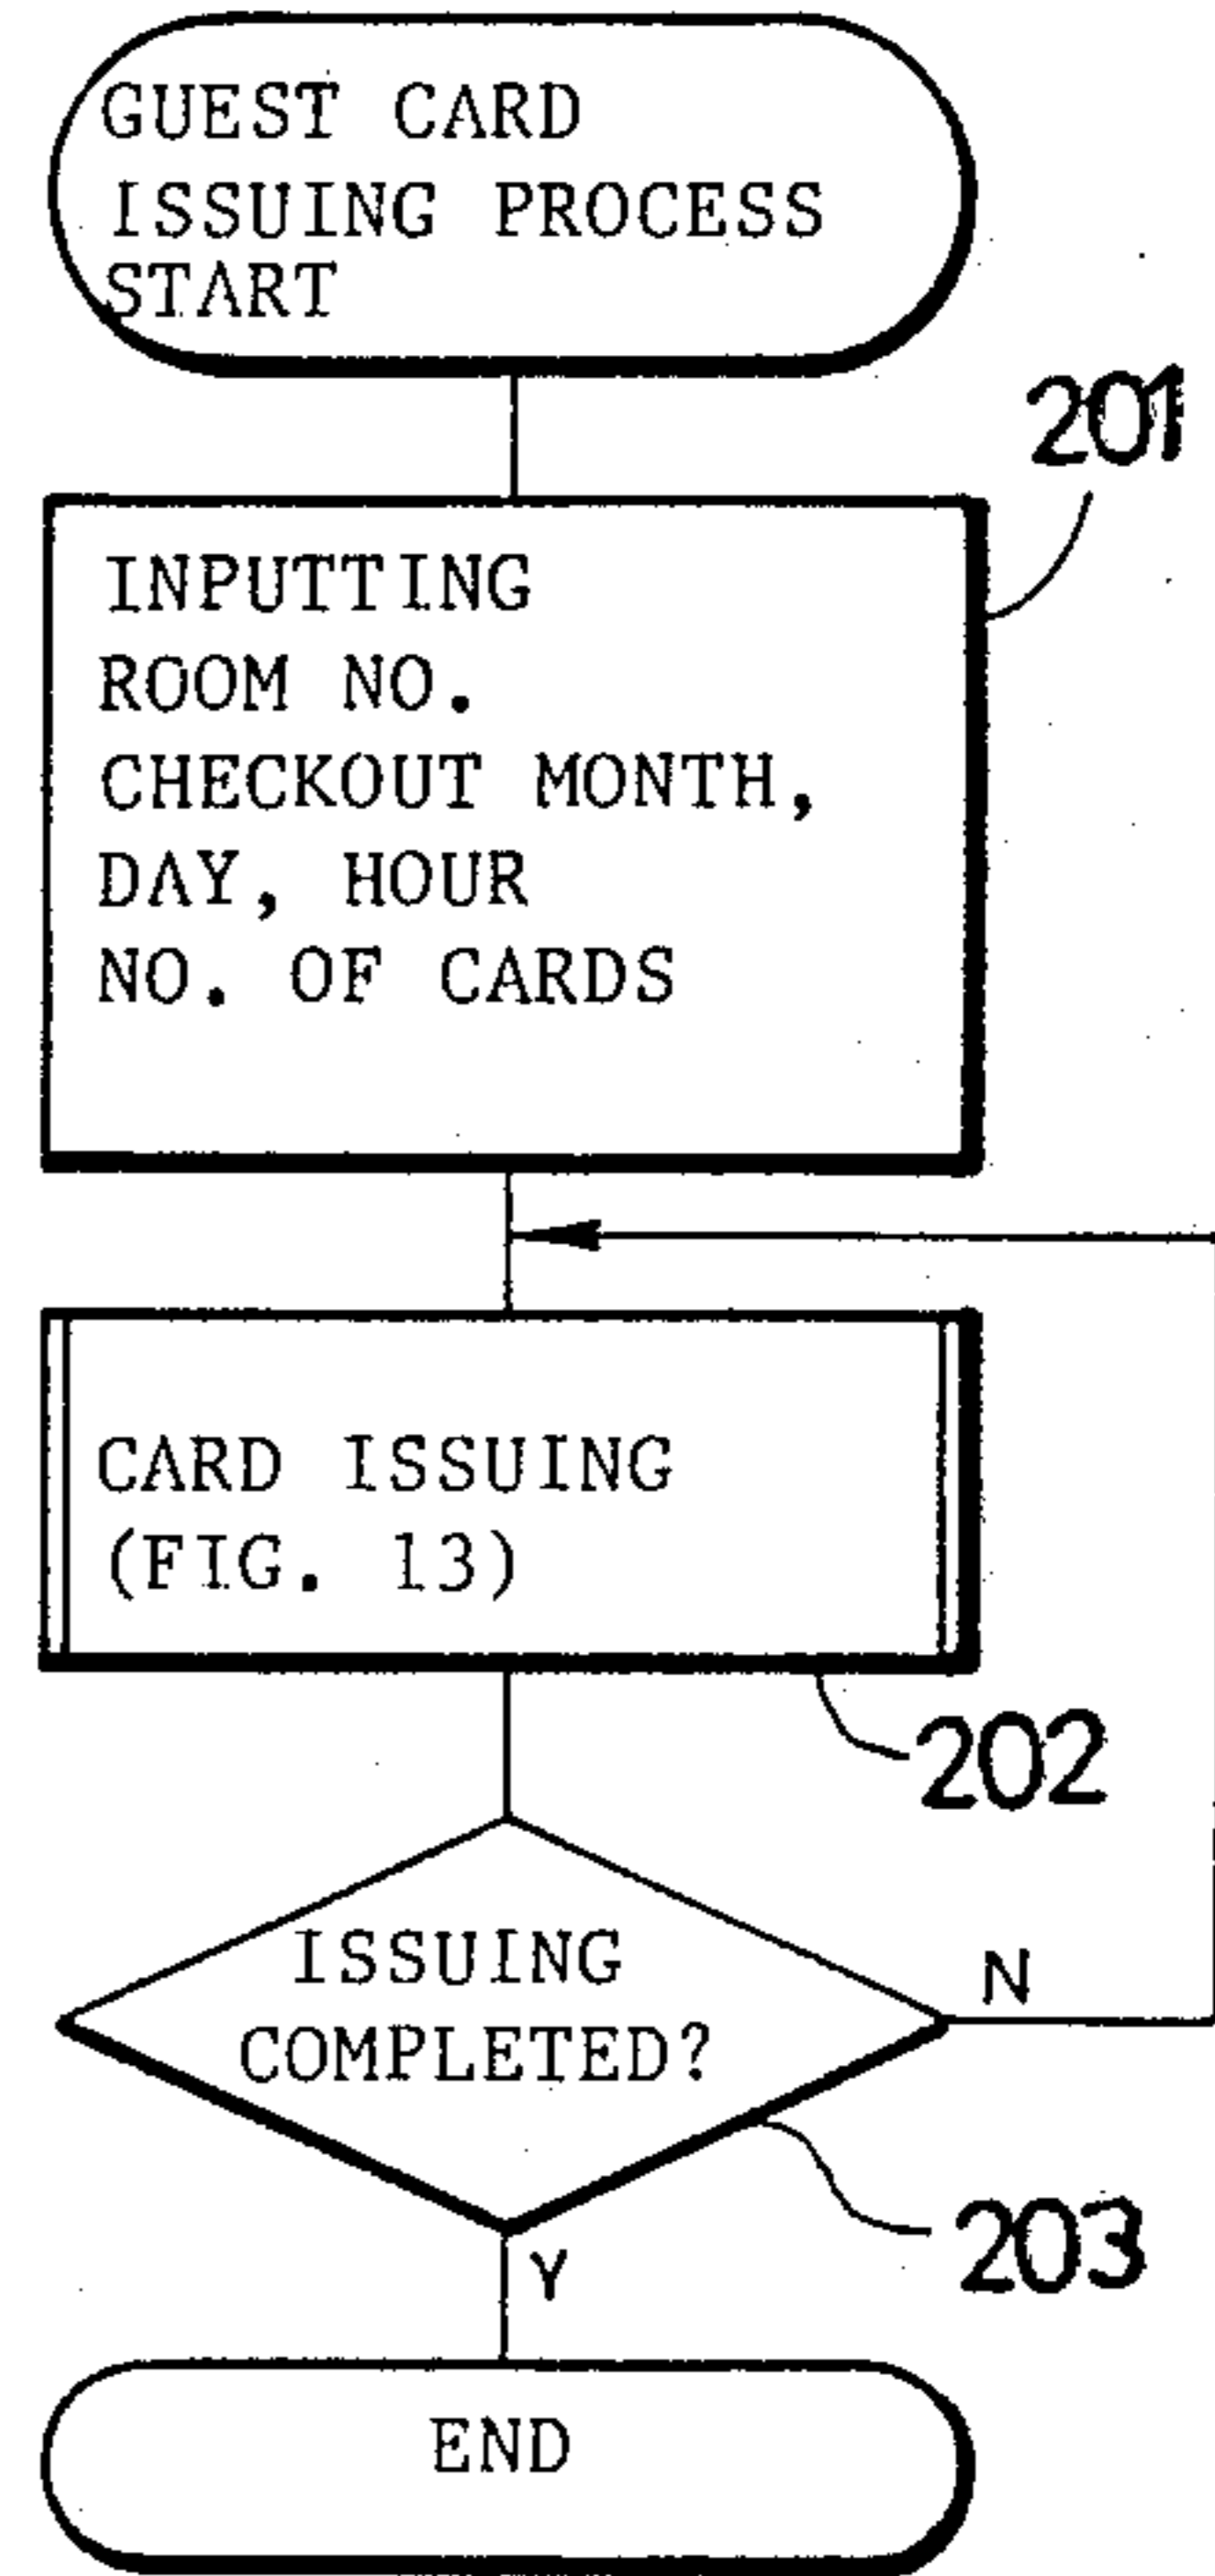 GUEST CARD
ISSUING PROCESS
START
201
INPUTTING
ROOM NO.
CHECKOUT MONTH,
DAY, HOUR
NO. OF CARDS
CARD ISSUING
(FIG. 13)
202
ISSUING
COMPLETED?
N
203
Y
END